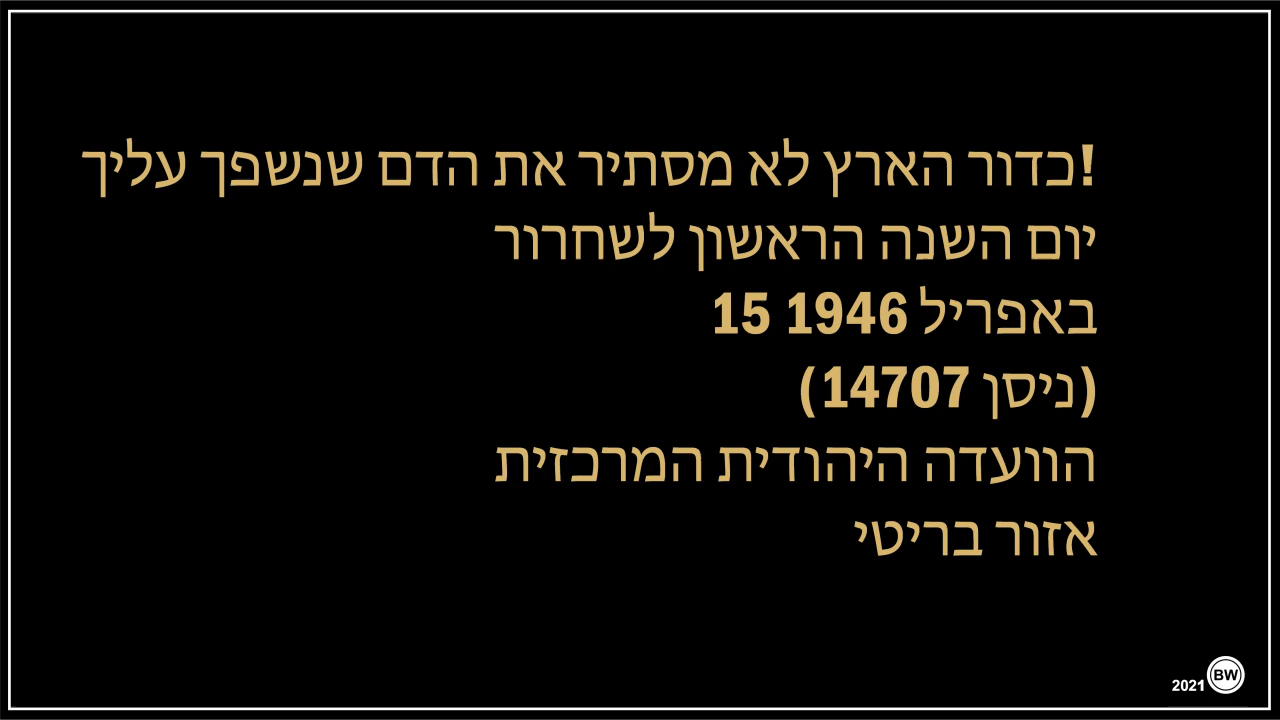 !כדור הארץ לא מסתיר את הדם שנשפך עליך
יום השנה הראשון לשחרור
באפריל 1946 15
(ניסן 14707)
הוועדה היהודית המרכזית
אזור בריטי
2021 BW